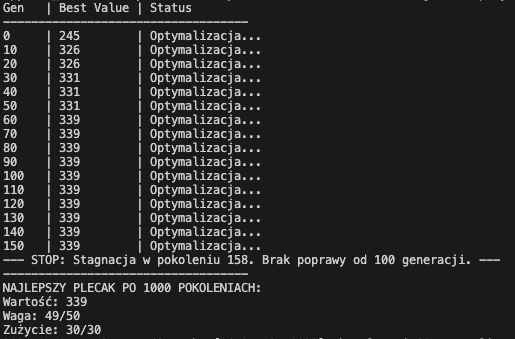 Gen   | Best Value | Status
-----------------------------------
0     | 245        | Optymalizacja...
10    | 326        | Optymalizacja...
20    | 326        | Optymalizacja...
30    | 331        | Optymalizacja...
40    | 331        | Optymalizacja...
50    | 331        | Optymalizacja...
60    | 339        | Optymalizacja...
70    | 339        | Optymalizacja...
80    | 339        | Optymalizacja...
90    | 339        | Optymalizacja...
100   | 339        | Optymalizacja...
110   | 339        | Optymalizacja...
120   | 339        | Optymalizacja...
130   | 339        | Optymalizacja...
140   | 339        | Optymalizacja...
150   | 339        | Optymalizacja...
--- STOP: Stagnacja w pokoleniu 158. Brak poprawy od 100 generacji. ---
-----------------------------------
NAJLEPSZY PLECAK PO 1000 POKOLENIACH:
Wartość: 339
Waga: 49/50
Zużycie: 30/30